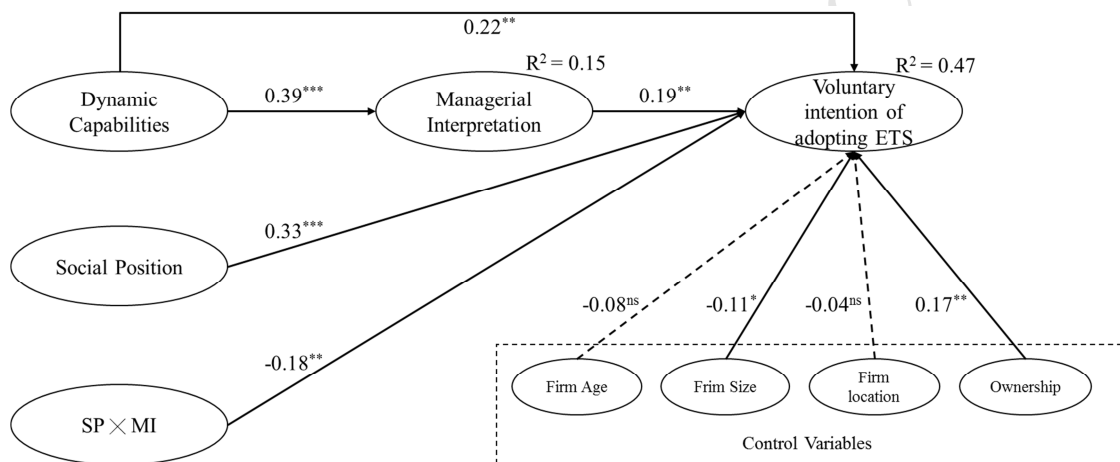 0.22**
R² = 0.15
R² = 0.47
Dynamic
Capabilities
0.39***
Managerial
Interpretation
0.19**
Voluntary
intention of
adopting ETS
Social Position
0.33***
-0.08ns
-0.11*
-0.04ns
0.17**
-0.18**
SP × MI
Firm Age
Frim Size
Firm
location
Ownership
Control Variables